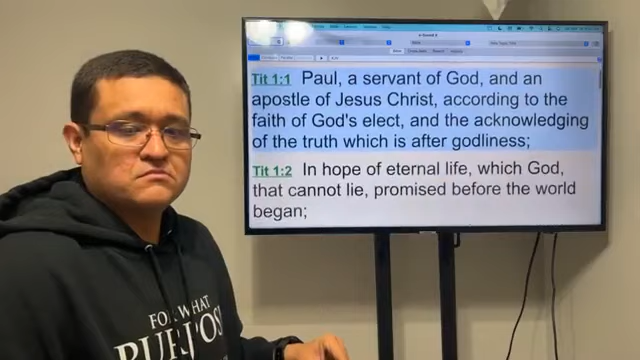 Tit 1:1 Paul, a servant of God, and an
apostle of Jesus Christ, according to the
faith of God's elect, and the acknowledging
of the truth which is after godliness;
Tit 1:2 In hope of eternal life, which God,
that cannot lie, promised before the world
began;
FOR WHAT
PURPOSE